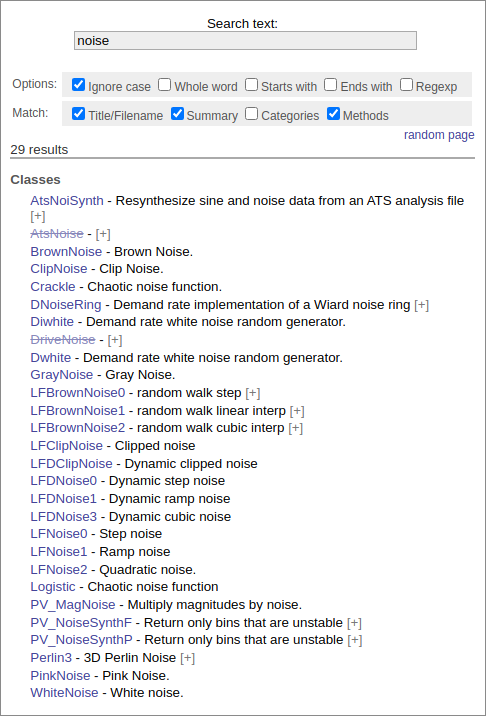 Search text:
noise
Options: Ignore case Whole word Starts with Ends with Regexp
Match: Title/Filename Summary Categories Methods
random page
29 results
Classes
AtsNoiSynth - Resynthesize sine and noise data from an ATS analysis file
[+]
AtsNoise - [+]
BrownNoise - Brown Noise.
ClipNoise - Clip Noise.
Crackle - Chaotic noise function.
DNoiseRing - Demand rate implementation of a Wiard noise ring [+]
Diwhite - Demand rate white noise random generator.
DriveNoise - [+]
Dwhite - Demand rate white noise random generator.
GrayNoise - Gray Noise.
LFBrownNoise0 - random walk step [+]
LFBrownNoise1 - random walk linear interp [+]
LFBrownNoise2 - random walk cubic interp [+]
LFClipNoise - Clipped noise
LFDClipNoise - Dynamic clipped noise
LFDNoise0 - Dynamic step noise
LFDNoise1 - Dynamic ramp noise
LFDNoise3 - Dynamic cubic noise
LFNoise0 - Step noise
LFNoise1 - Ramp noise
LFNoise2 - Quadratic noise.
Logistic - Chaotic noise function
PV_MagNoise - Multiply magnitudes by noise.
PV_NoiseSynthF - Return only bins that are unstable [+]
PV_NoiseSynthP - Return only bins that are unstable [+]
Perlin3 - 3D Perlin Noise [+]
PinkNoise - Pink Noise.
WhiteNoise - White noise.